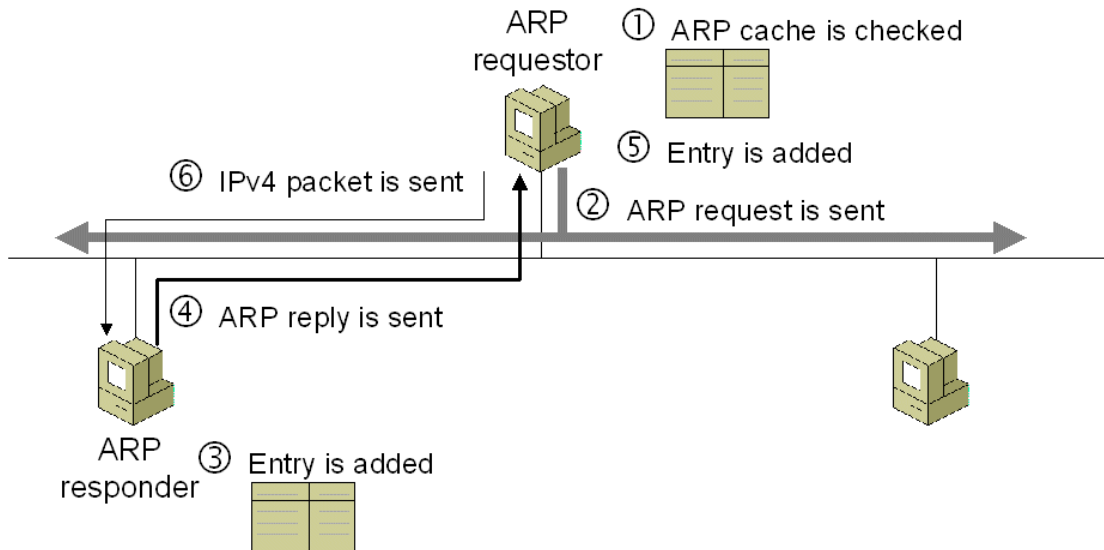 ARP
requestor
① ARP cache is checked
⑤ Entry is added
⑥ IPv4 packet is sent
② ARP request is sent
④ ARP reply is sent
ARP
responder
③ Entry is added